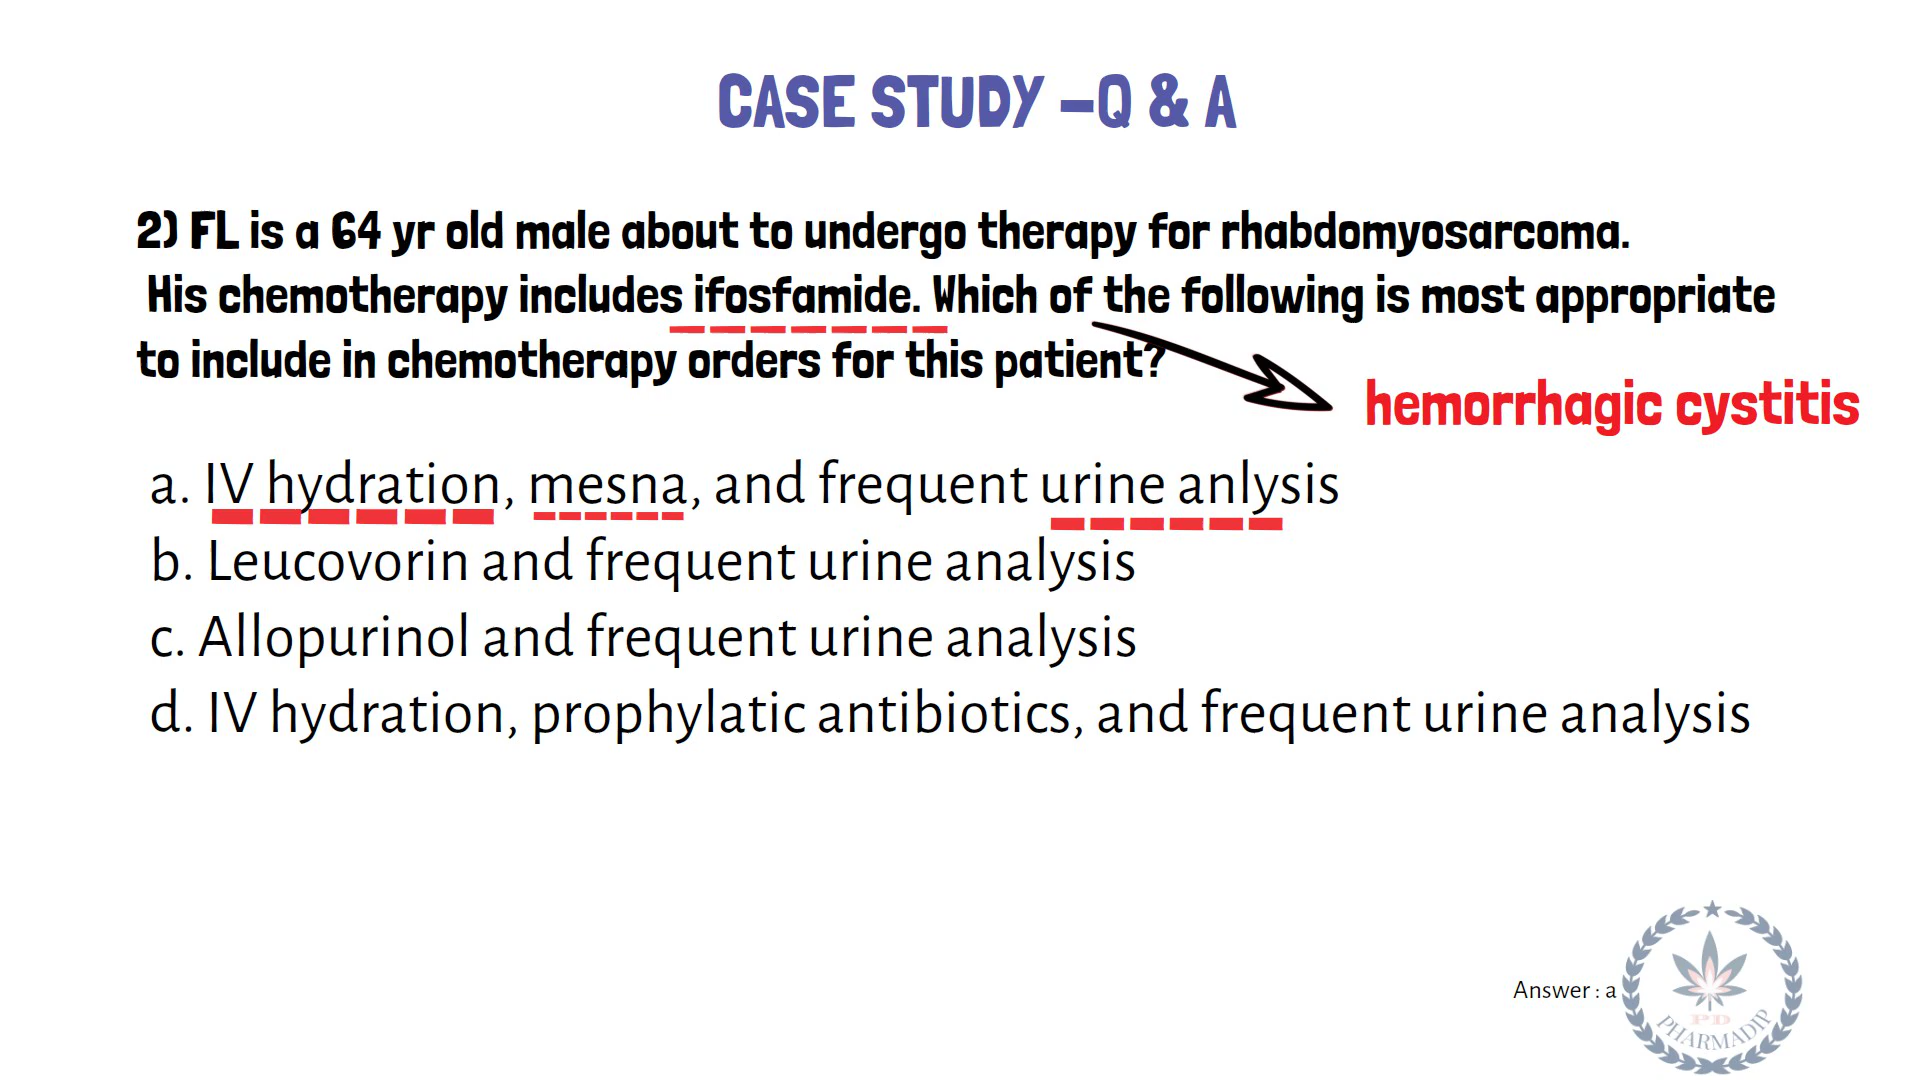 CASE STUDY -Q & A
2) FL is a 64 yr old male about to undergo therapy for rhabdomyosarcoma.
His chemotherapy includes ifosfamide. Which of the following is most appropriate
to include in chemotherapy orders for this patient?
hemorrhagic cystitis
a. IV hydration, mesna, and frequent urine anlysis
b. Leucovorin and frequent urine analysis
c. Allopurinol and frequent urine analysis
d. IV hydration, prophylatic antibiotics, and frequent urine analysis
Answer : a
PD
PHARMADIP